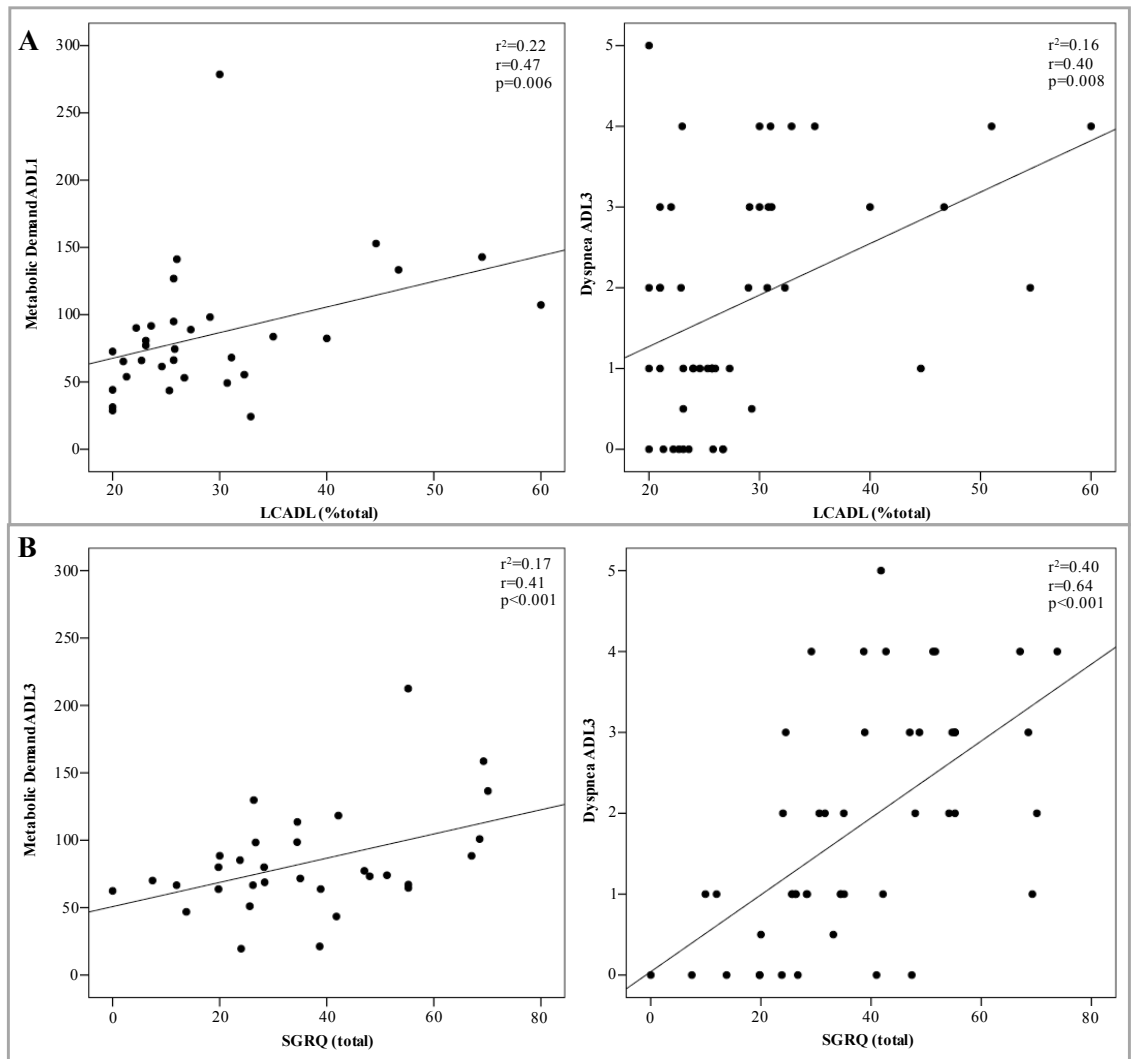 A
r²=0.22
r=0.47
p=0.006
Metabolic Demand ADL1
300
250
200
150
100
50
0
20 30 40 50 60
LCADL (%total)
r²=0.16
r=0.40
p=0.008
Dyspnea ADL3
5
4
3
2
1
0
20 30 40 50 60
LCADL (%total)
B
r²=0.17
r=0.41
p<0.001
Metabolic Demand ADL3
300
250
200
150
100
50
0
0 20 40 60 80
SGRQ (total)
r²=0.40
r=0.64
p<0.001
Dyspnea ADL3
5
4
3
2
1
0
0 20 40 60 80
SGRQ (total)